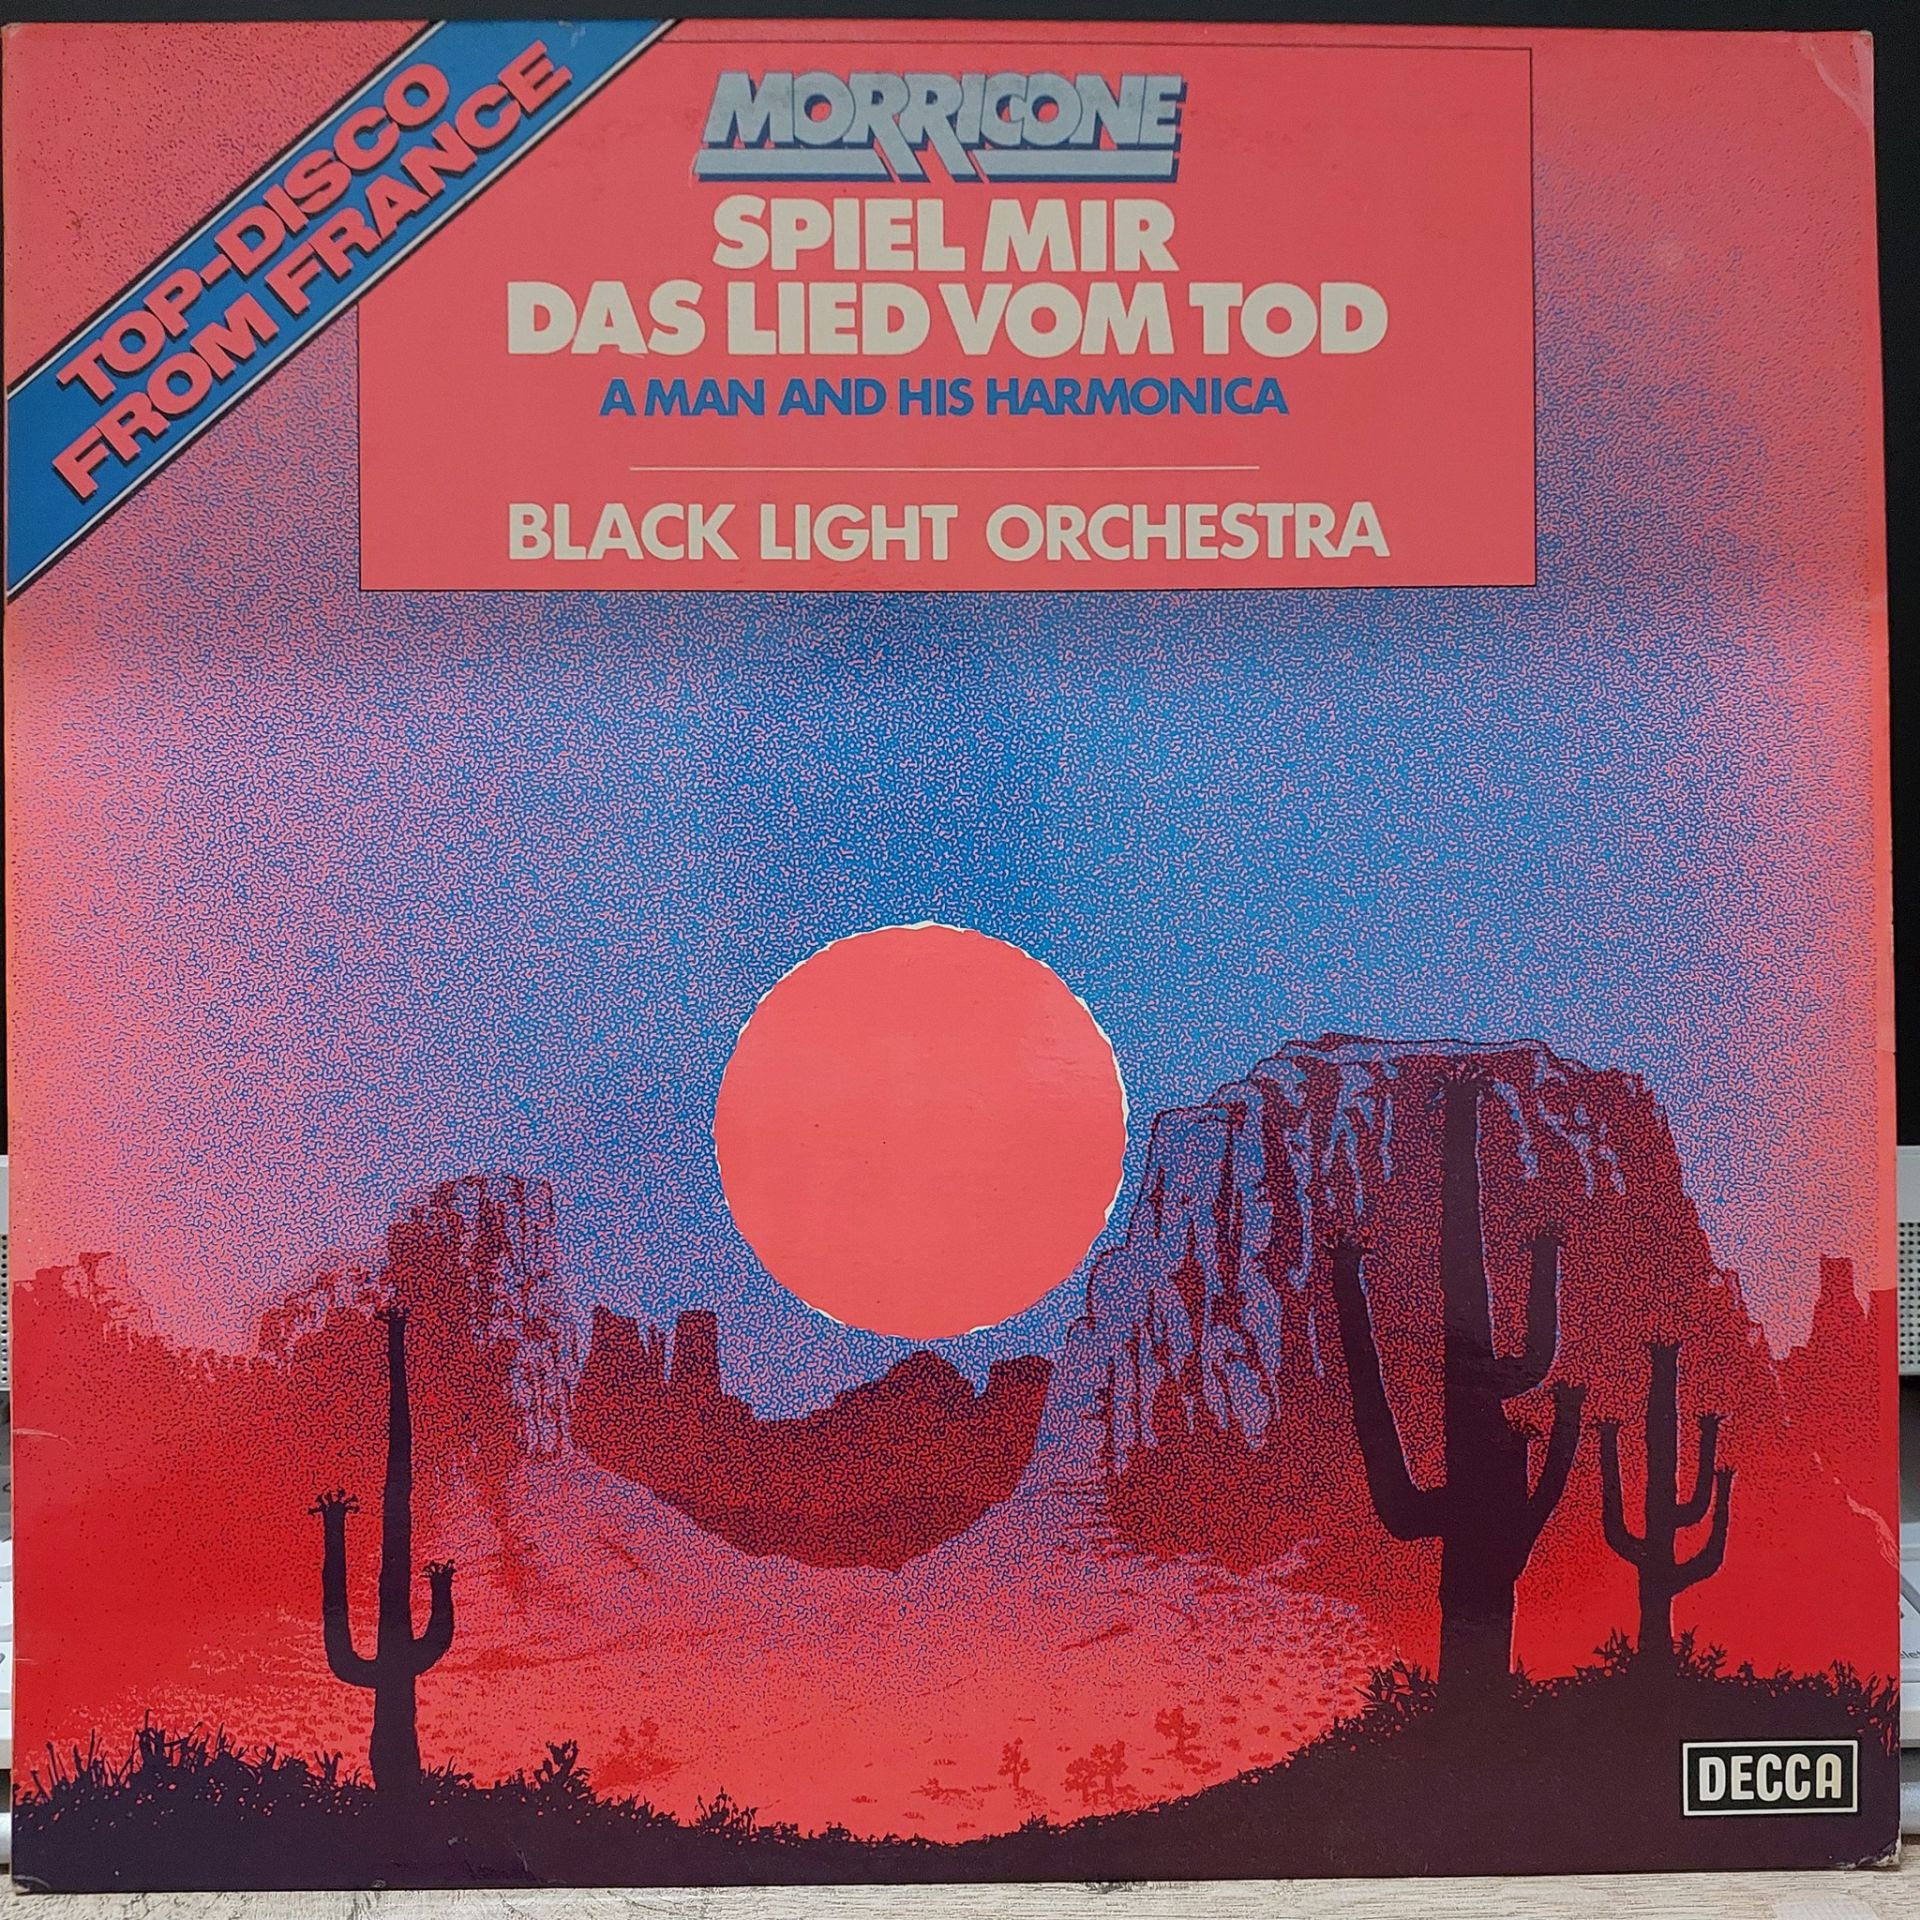 TOP-DISCO
FROM FRANCE
MORRICONE
SPIEL MIR
DAS LIED VOM TOD
A MAN AND HIS HARMONICA
BLACK LIGHT ORCHESTRA
DECCA